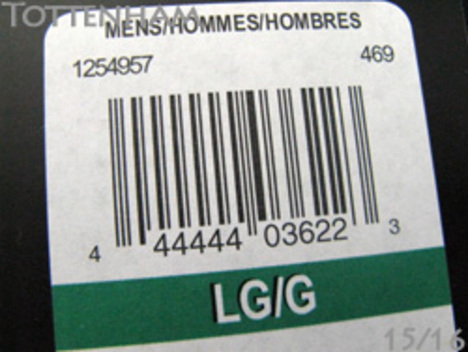 TOTTENHAM
MENS/HOMMES/HOMBRES
1254957 469
4 44444 03622 3
LG/G
15/16